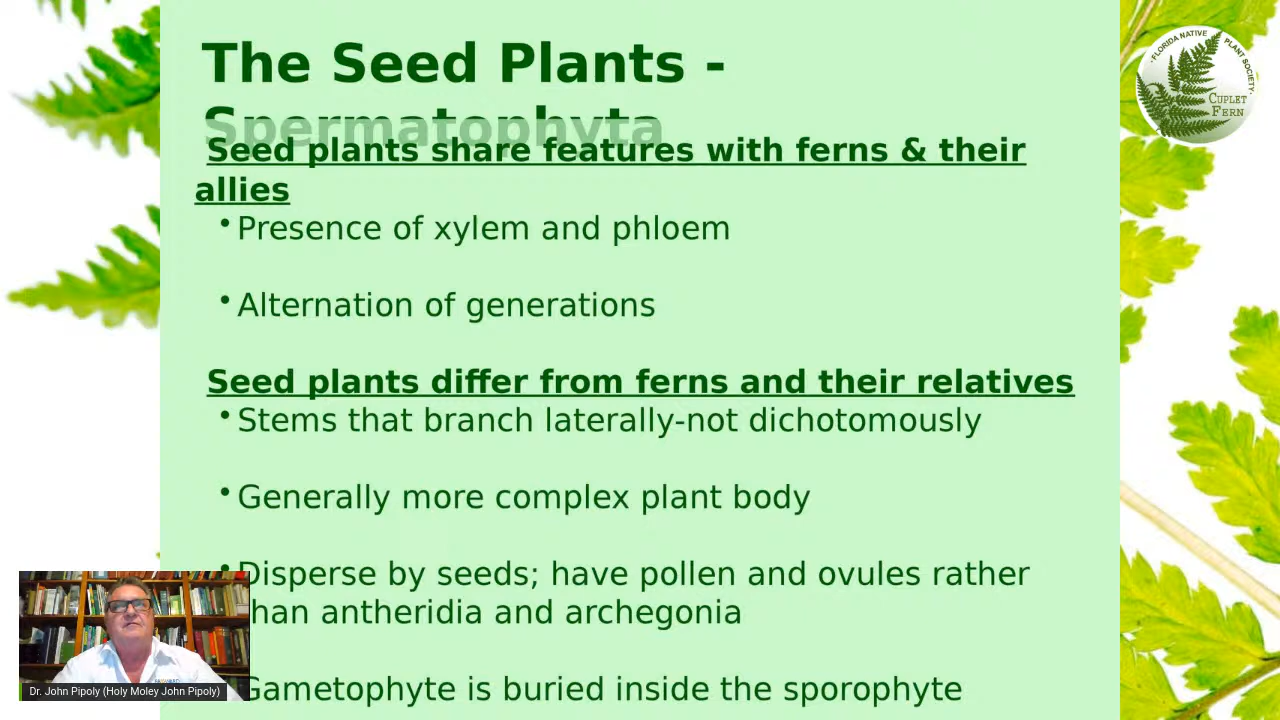 The Seed Plants -
Spermatophyta
Seed plants share features with ferns & their
allies
• Presence of xylem and phloem
• Alternation of generations
Seed plants differ from ferns and their relatives
• Stems that branch laterally-not dichotomously
• Generally more complex plant body
• Disperse by seeds; have pollen and ovules rather
han antheridia and archegonia
Gametophyte is buried inside the sporophyte
FLORIDA NATIVE PLANT SOCIETY
CUPLET
FERN
Dr. John Pipoly (Holy Moley John Pipoly)